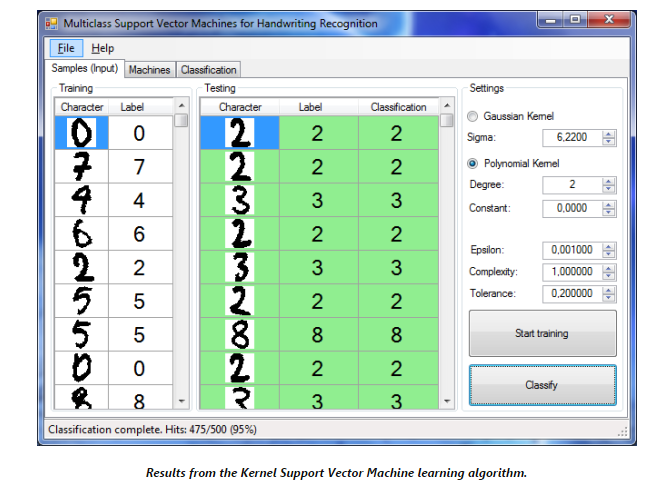 Multiclass Support Vector Machines for Handwriting Recognition
File Help
Samples (Input) Machines Classification
Training
Character Label
0 0
7 7
4 4
6 6
2 2
5 5
5 5
0 0
8 8
Testing
Character Label Classification
2 2 2
2 2 2
3 3 3
2 2 2
3 3 3
2 2 2
8 8 8
2 2 2
3 3 3
Settings
Gaussian Kernel
Sigma: 6,2200
Polynomial Kernel
Degree: 2
Constant: 0,0000
Epsilon: 0,001000
Complexity: 1,000000
Tolerance: 0,200000
Start training
Classify
Classification complete. Hits: 475/500 (95%)
Results from the Kernel Support Vector Machine learning algorithm.